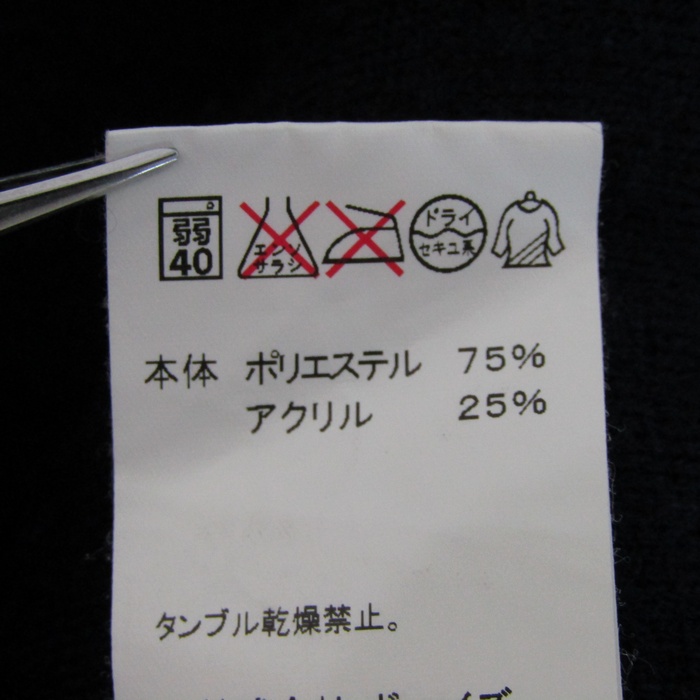 弱
40
エンソ
サラシ
ドライ
セキユ系
本体 ポリエステル 75%
アクリル 25%
タンブル乾燥禁止。